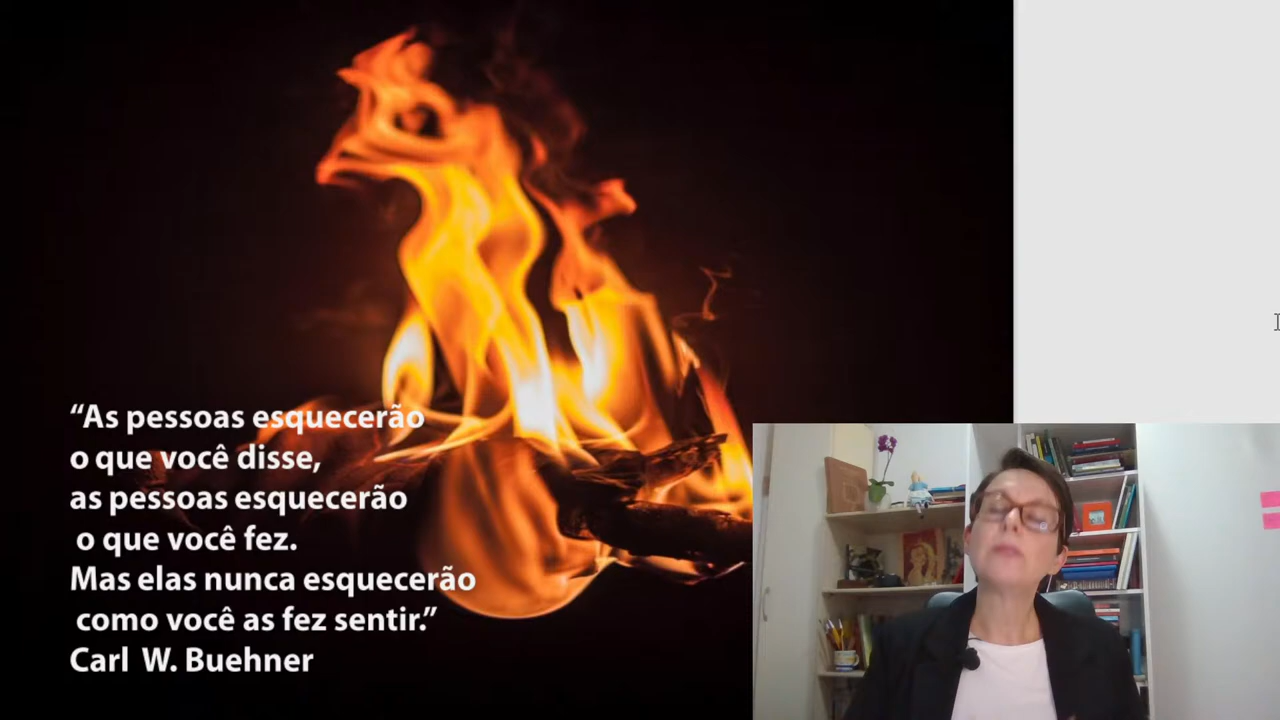 “As pessoas esquecerão
o que você disse,
as pessoas esquecerão
o que você fez.
Mas elas nunca esquecerão
como você as fez sentir.”
Carl W. Buehner